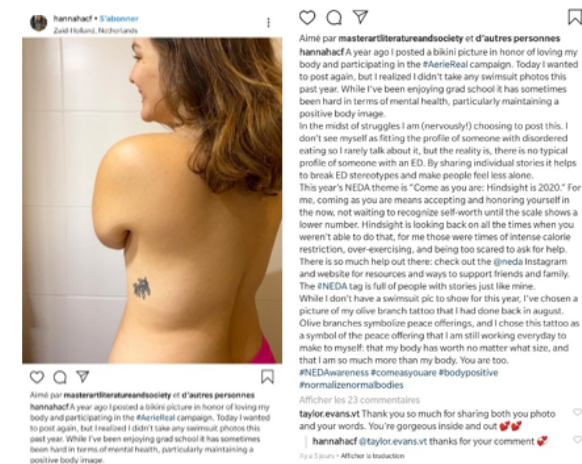 hannahacf • S'abonner
Zuid-Holland, Netherlands
Aimé par masterartliteratureandsociety et d'autres personnes
hannahacf A year ago I posted a bikini picture in honor of loving my
body and participating in the #AerieReal campaign. Today I wanted
to post again, but I realized I didn't take any swimsuit photos this
past year. While I've been enjoying grad school it has sometimes
been hard in terms of mental health, particularly maintaining a
positive body image.
Aimé par masterartliteratureandsociety et d'autres personnes
hannahacf A year ago I posted a bikini picture in honor of loving my
body and participating in the #AerieReal campaign. Today I wanted
to post again, but I realized I didn't take any swimsuit photos this
past year. While I've been enjoying grad school it has sometimes
been hard in terms of mental health, particularly maintaining a
positive body image.
In the midst of struggles I am (nervously!) choosing to post this. I
don't see myself as fitting the profile of someone with disordered
eating so I rarely talk about it, but the reality is, there is no typical
profile of someone with an ED. By sharing individual stories it helps
to break ED stereotypes and make people feel less alone.
This year's NEDA theme is "Come as you are: Hindsight is 2020." For
me, coming as you are means accepting and honoring yourself in
the now, not waiting to recognize self-worth until the scale shows a
lower number. Hindsight is looking back on all the times when you
weren't able to do that, for me those were times of intense calorie
restriction, over-exercising, and being too scared to ask for help.
There is so much help out there: check out the @neda Instagram
and website for resources and ways to support friends and family.
The #NEDA tag is full of people with stories just like mine.
While I don't have a swimsuit pic to show for this year, I've chosen a
picture of my olive branch tattoo that I had done back in august.
Olive branches symbolize peace offerings, and I chose this tattoo as
a symbol of the peace offering that I am still working everyday to
make to myself: that my body has worth no matter what size, and
that I am so much more than my body. You are too.
#NEDAwareness #comeasyouare #bodypositive
#normalizenormalbodies
Afficher les 23 commentaires
taylor.evans.vt Thank you so much for sharing both you photo
and your words. You're gorgeous inside and out 💕💕
hannahacf @taylor.evans.vt thanks for your comment 💕
Il y a 5 jours • Afficher la traduction